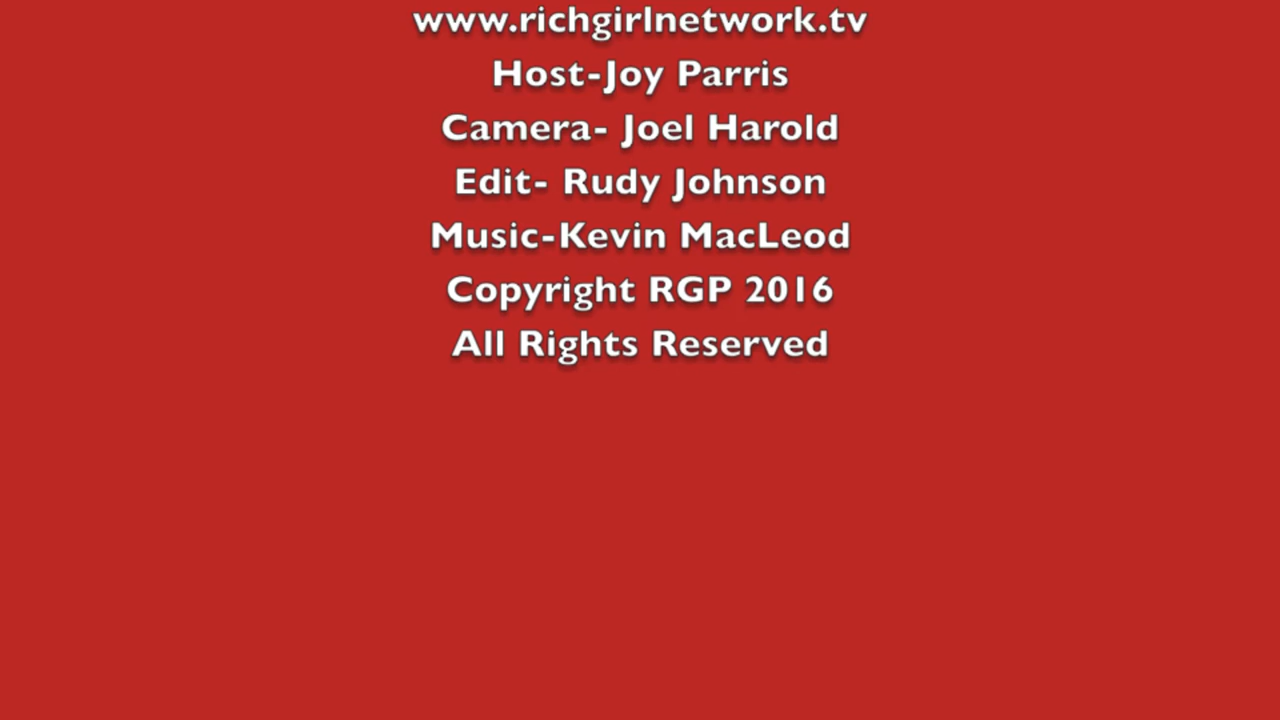 www.richgirlnetwork.tv
Host-Joy Parris
Camera- Joel Harold
Edit- Rudy Johnson
Music-Kevin MacLeod
Copyright RGP 2016
All Rights Reserved